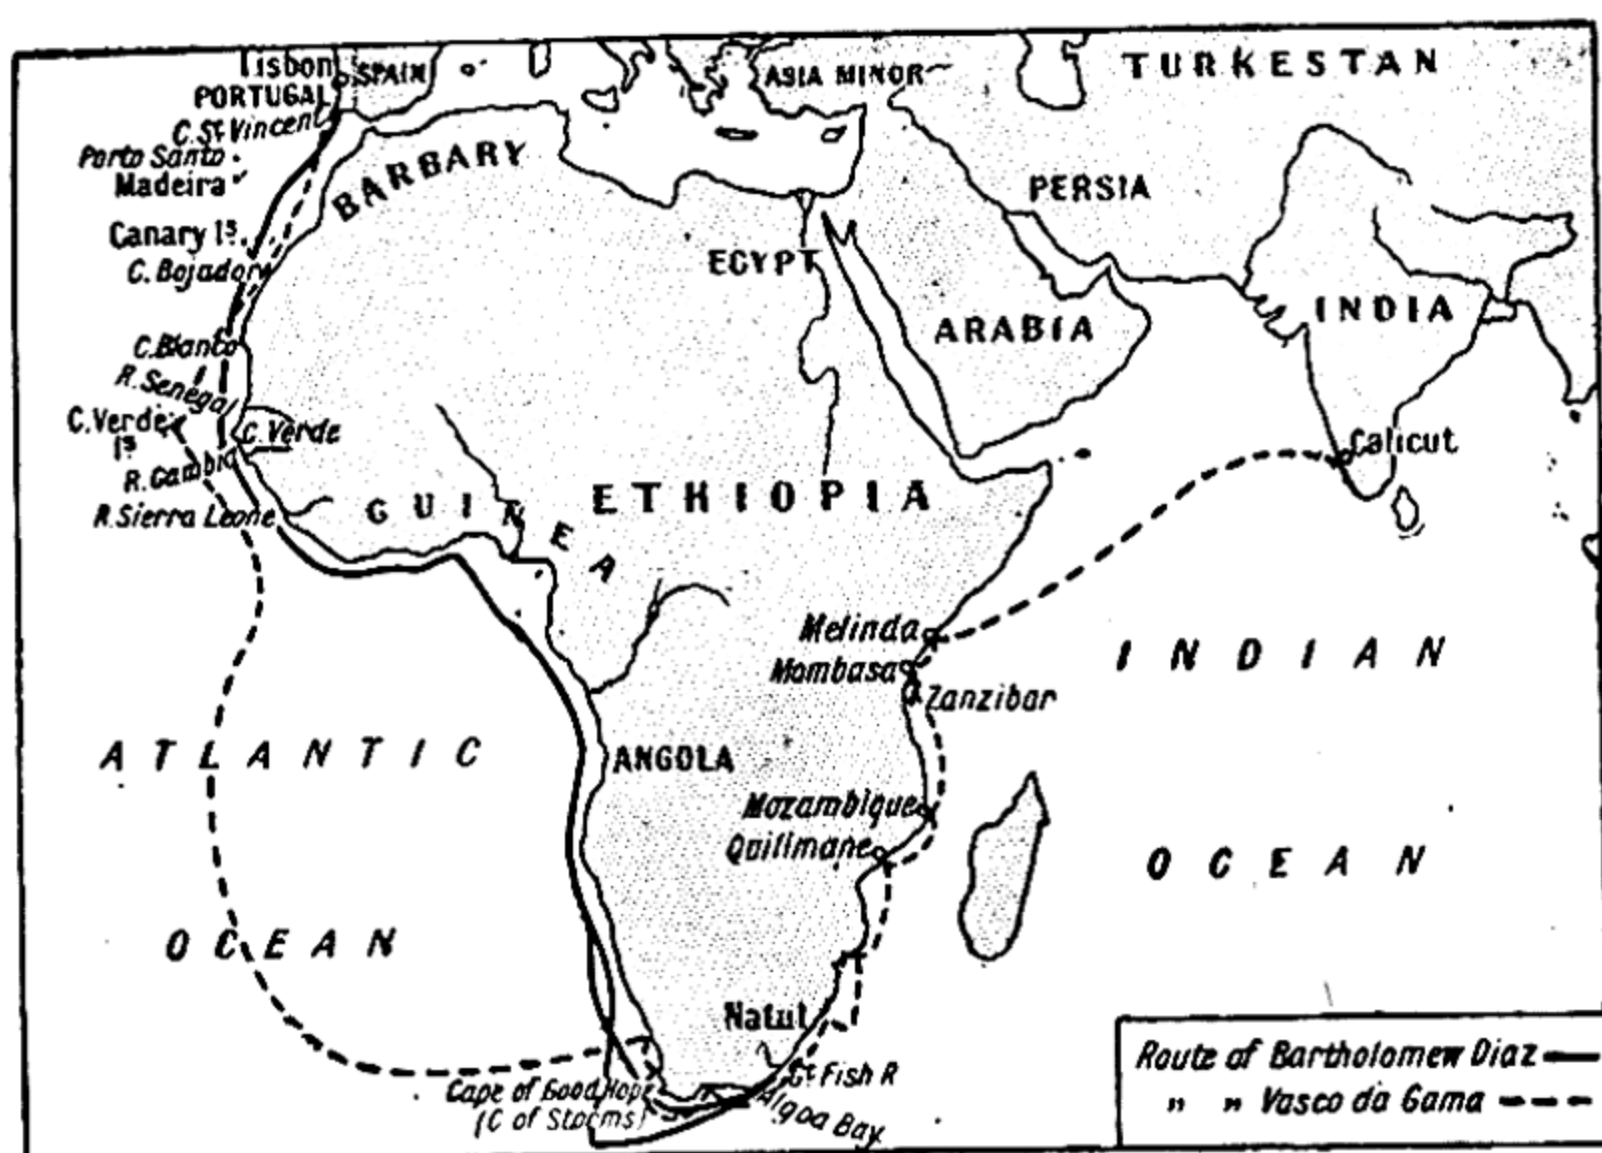 Lisbon
SPAIN
PORTUGAL
C. St Vincent
Porto Santo
Madeira
Canary Is.
C. Bojador
C. Blanco
R. Senegal
C. Verde
Is.
C. Verde
R. Gambia
R. Sierra Leone
BARBARY
ASIA MINOR
TURKESTAN
PERSIA
EGYPT
ARABIA
INDIA
Calicut
GUINEA
ETHIOPIA
Melinda
Mombasa
Zanzibar
INDIAN
OCEAN
ATLANTIC
OCEAN
ANGOLA
Mozambique
Quilimane
Natut
Gt Fish R
Algoa Bay
Cape of Good Hope
(C of Storms)
Route of Bartholomew Diaz
" " Vasco da Gama